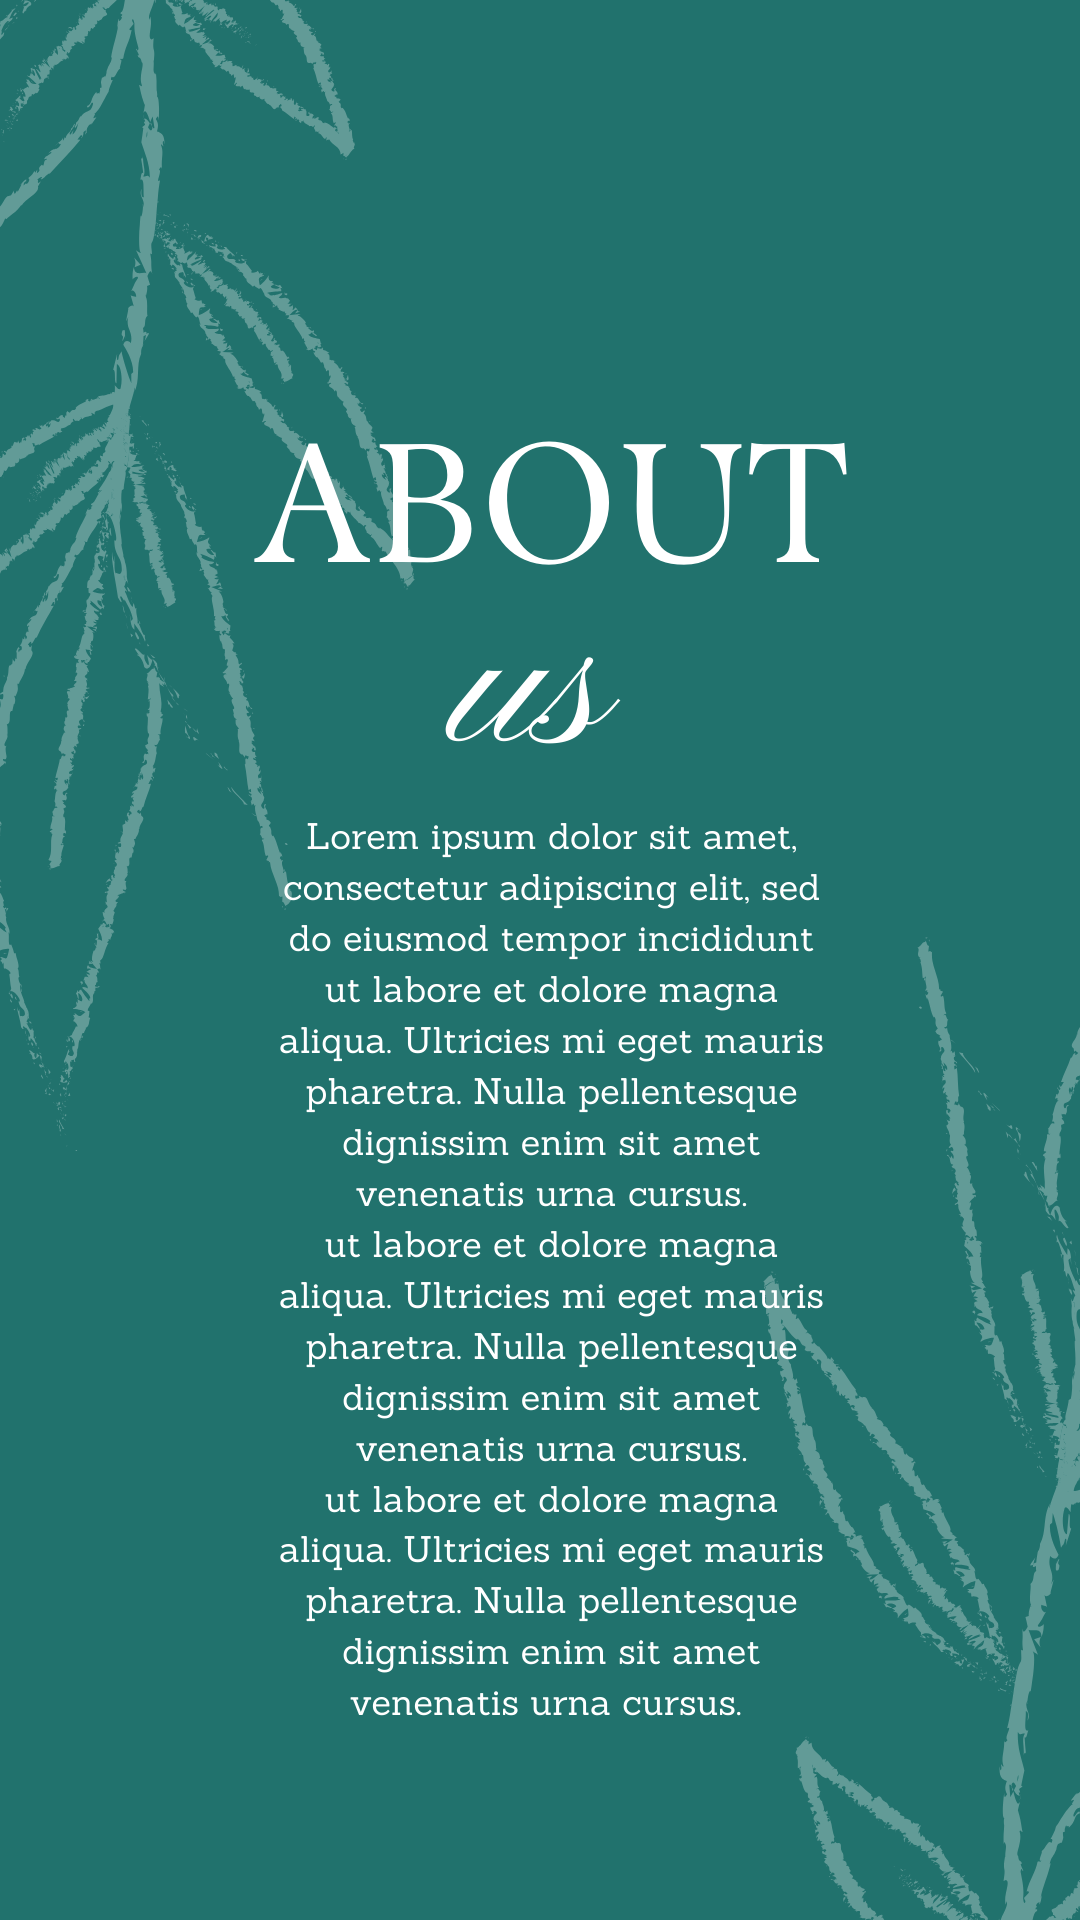 ABOUT
us
Lorem ipsum dolor sit amet,
consectetur adipiscing elit, sed
do eiusmod tempor incididunt
ut labore et dolore magna
aliqua. Ultricies mi eget mauris
pharetra. Nulla pellentesque
dignissim enim sit amet
venenatis urna cursus.
ut labore et dolore magna
aliqua. Ultricies mi eget mauris
pharetra. Nulla pellentesque
dignissim enim sit amet
venenatis urna cursus.
ut labore et dolore magna
aliqua. Ultricies mi eget mauris
pharetra. Nulla pellentesque
dignissim enim sit amet
venenatis urna cursus.